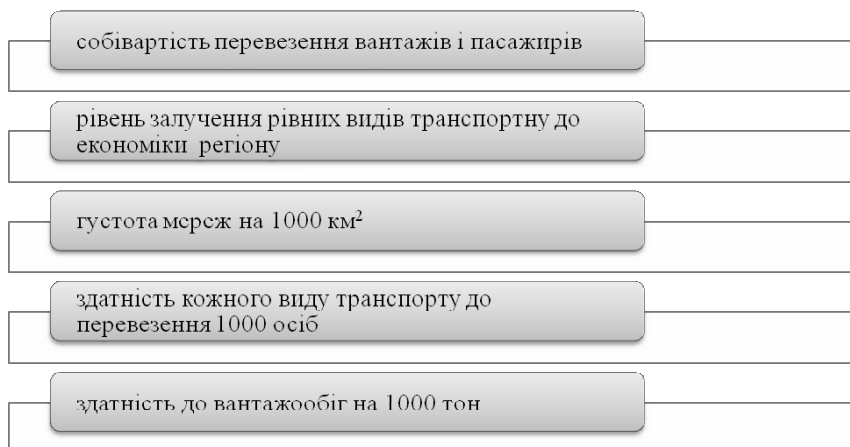 собівартість перевезення вантажів і пасажирів
рівень залучення рівних видів транспортну до
економіки регіону
густота мереж на 1000 км²
здатність кожного виду транспорту до
перевезення 1000 осіб
здатність до вантажообіг на 1000 тон